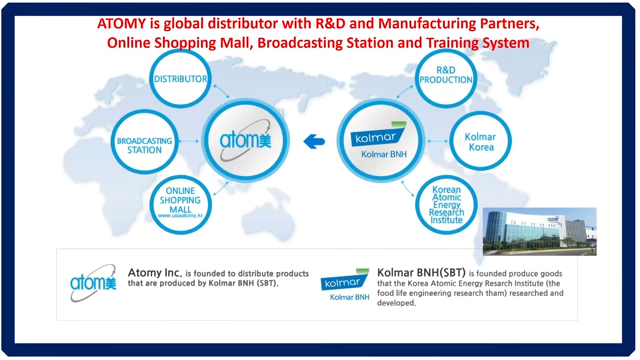 ATOMY is global distributor with R&D and Manufacturing Partners,
Online Shopping Mall, Broadcasting Station and Training System
DISTRIBUTOR
BROADCASTING
STATION
ONLINE
SHOPPING
MALL
atom美
kolmar
Kolmar BNH
R&D
PRODUCTION
Kolmar
Korea
Korean
Atomic
Energy
Research
Institute
atom美
Atomy Inc. is founded to distribute products
that are produced by Kolmar BNH (SBT).
kolmar
Kolmar BNH
Kolmar BNH(SBT) is founded produce goods
that the Korea Atomic Energy Resarch Institute (the
food life engineering research tham) researched and
developed.